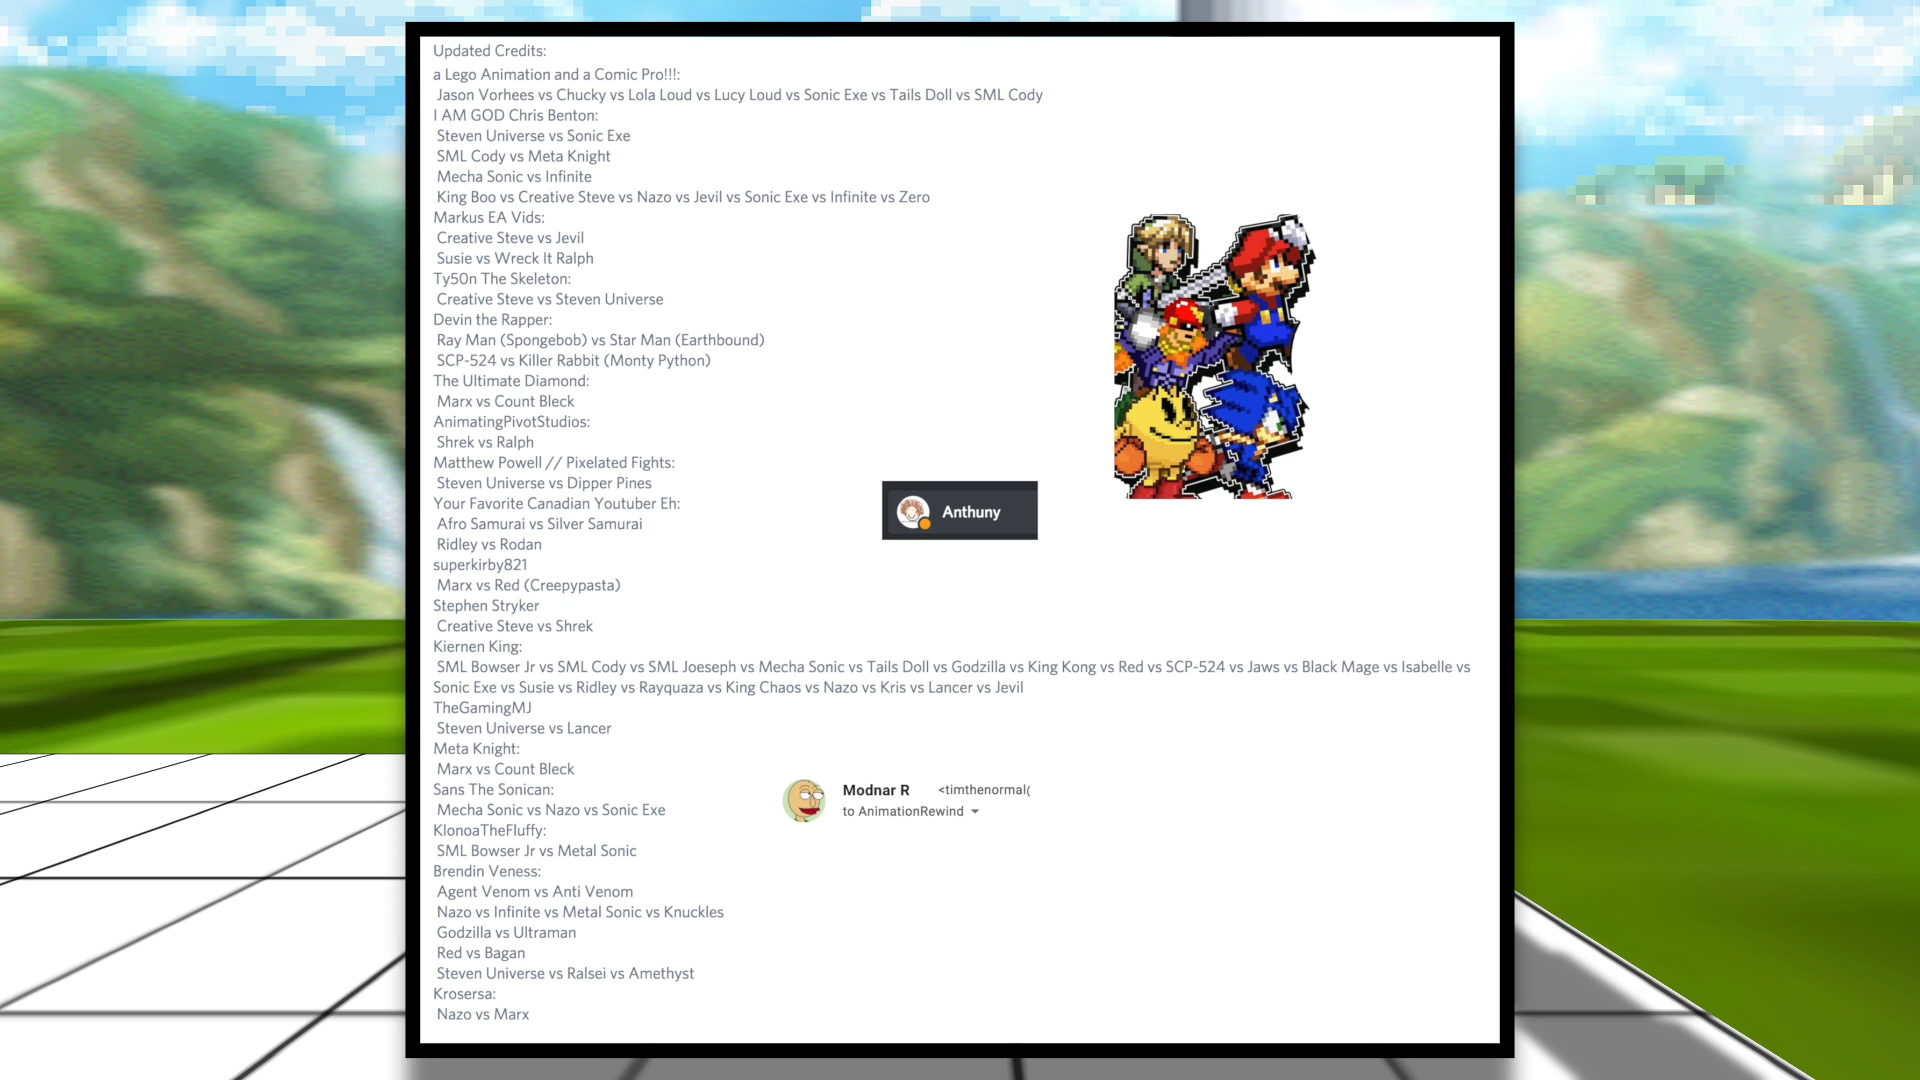 Updated Credits:
a Lego Animation and a Comic Pro!!!:
Jason Vorhees vs Chucky vs Lola Loud vs Lucy Loud vs Sonic Exe vs Tails Doll vs SML Cody
I AM GOD Chris Benton:
Steven Universe vs Sonic Exe
SML Cody vs Meta Knight
Mecha Sonic vs Infinite
King Boo vs Creative Steve vs Nazo vs Jevil vs Sonic Exe vs Infinite vs Zero
Markus EA Vids:
Creative Steve vs Jevil
Susie vs Wreck It Ralph
Ty50n The Skeleton:
Creative Steve vs Steven Universe
Devin the Rapper:
Ray Man (Spongebob) vs Star Man (Earthbound)
SCP-524 vs Killer Rabbit (Monty Python)
The Ultimate Diamond:
Marx vs Count Bleck
AnimatingPivotStudios:
Shrek vs Ralph
Matthew Powell // Pixelated Fights:
Steven Universe vs Dipper Pines
Your Favorite Canadian Youtuber Eh:
Afro Samurai vs Silver Samurai
Anthuny
Ridley vs Rodan
superkirby821
Marx vs Red (Creepypasta)
Stephen Stryker
Creative Steve vs Shrek
Kiernen King:
SML Bowser Jr vs SML Cody vs SML Joeseph vs Mecha Sonic vs Tails Doll vs Godzilla vs King Kong vs Red vs SCP-524 vs Jaws vs Black Mage vs Isabelle vs
Sonic Exe vs Susie vs Ridley vs Rayquaza vs King Chaos vs Nazo vs Kris vs Lancer vs Jevil
TheGamingMJ
Steven Universe vs Lancer
Meta Knight:
Marx vs Count Bleck
Sans The Sonican:
Modnar R <timthenormal(
to AnimationRewind
Mecha Sonic vs Nazo vs Sonic Exe
KlonoaTheFluffy:
SML Bowser Jr vs Metal Sonic
Brendin Veness:
Agent Venom vs Anti Venom
Nazo vs Infinite vs Metal Sonic vs Knuckles
Godzilla vs Ultraman
Red vs Bagan
Steven Universe vs Ralsei vs Amethyst
Krosersa:
Nazo vs Marx